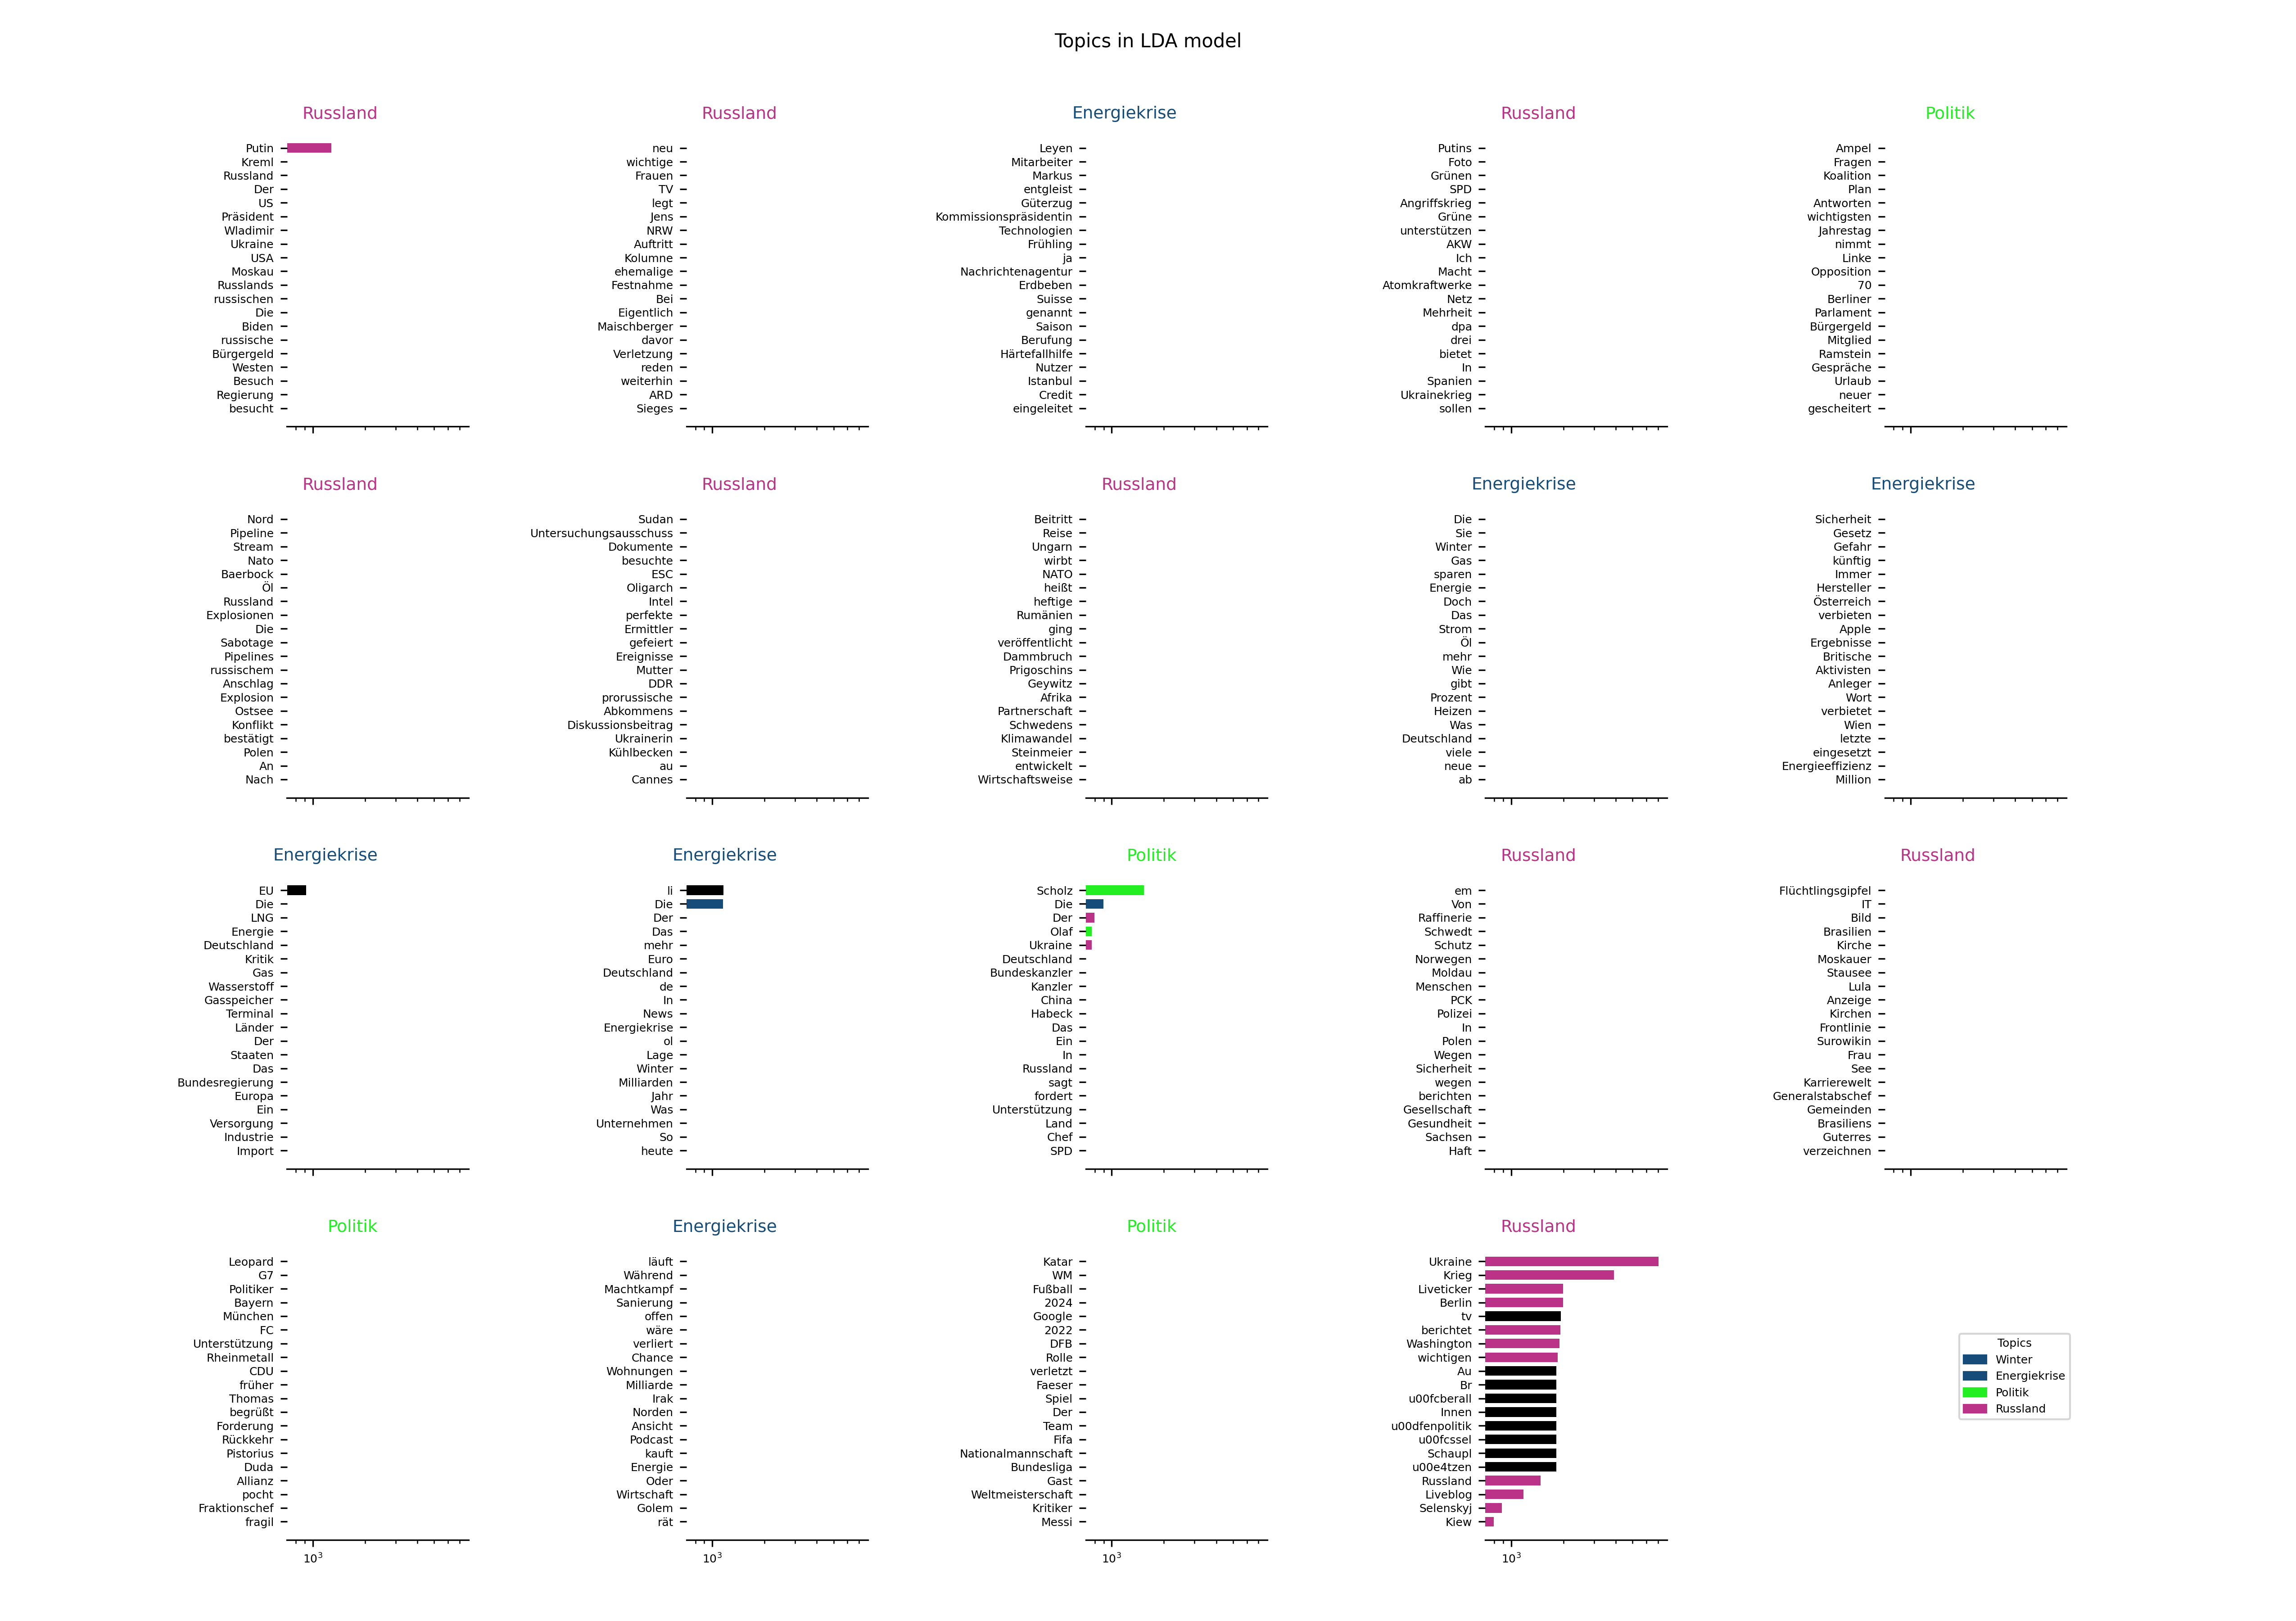 Topics in LDA model
Russland
Putin
Kreml
Russland
Der
US
Präsident
Wladimir
Ukraine
USA
Moskau
Russlands
russischen
Die
Biden
russische
Bürgergeld
Westen
Besuch
Regierung
besucht
Russland
neu
wichtige
Frauen
TV
legt
Jens
NRW
Auftritt
Kolumne
ehemalige
Festnahme
Bei
Eigentlich
Maischberger
davor
Verletzung
reden
weiterhin
ARD
Sieges
Energiekrise
Leyen
Mitarbeiter
Markus
entgleist
Güterzug
Kommissionspräsidentin
Technologien
Frühling
ja
Nachrichtenagentur
Erdbeben
Suisse
genannt
Saison
Berufung
Härtefallhilfe
Nutzer
Istanbul
Credit
eingeleitet
Russland
Putins
Foto
Grünen
SPD
Angriffskrieg
Grüne
unterstützen
AKW
Ich
Macht
Atomkraftwerke
Netz
Mehrheit
dpa
drei
bietet
In
Spanien
Ukrainekrieg
sollen
Politik
Ampel
Fragen
Koalition
Plan
Antworten
wichtigsten
Jahrestag
nimmt
Linke
Opposition
70
Berliner
Parlament
Bürgergeld
Mitglied
Ramstein
Gespräche
Urlaub
neuer
gescheitert
Russland
Nord
Pipeline
Stream
Nato
Baerbock
Öl
Russland
Explosionen
Die
Sabotage
Pipelines
russischem
Anschlag
Explosion
Ostsee
Konflikt
bestätigt
Polen
An
Nach
Russland
Sudan
Untersuchungsausschuss
Dokumente
besuchte
ESC
Oligarch
Intel
perfekte
Ermittler
gefeiert
Ereignisse
Mutter
DDR
prorussische
Abkommens
Diskussionsbeitrag
Ukrainerin
Kühlbecken
au
Cannes
Russland
Beitritt
Reise
Ungarn
wirbt
NATO
heißt
heftige
Rumänien
ging
veröffentlicht
Dammbruch
Prigoschins
Geywitz
Afrika
Partnerschaft
Schwedens
Klimawandel
Steinmeier
entwickelt
Wirtschaftsweise
Energiekrise
Die
Sie
Winter
Gas
sparen
Energie
Doch
Das
Strom
Öl
mehr
Wie
gibt
Prozent
Heizen
Was
Deutschland
viele
neue
ab
Energiekrise
Sicherheit
Gesetz
Gefahr
künftig
Immer
Hersteller
Österreich
verbieten
Apple
Ergebnisse
Britische
Aktivisten
Anleger
Wort
verbietet
Wien
letzte
eingesetzt
Energieeffizienz
Million
Energiekrise
EU
Die
LNG
Energie
Deutschland
Kritik
Gas
Wasserstoff
Gasspeicher
Terminal
Länder
Der
Staaten
Das
Bundesregierung
Europa
Ein
Versorgung
Industrie
Import
Energiekrise
li
Die
Der
Das
mehr
Euro
Deutschland
de
In
News
Energiekrise
ol
Lage
Winter
Milliarden
Jahr
Was
Unternehmen
So
heute
Politik
Scholz
Die
Der
Olaf
Ukraine
Deutschland
Bundeskanzler
Kanzler
China
Habeck
Das
Ein
In
Russland
sagt
fordert
Unterstützung
Land
Chef
SPD
Russland
em
Von
Raffinerie
Schwedt
Schutz
Norwegen
Moldau
Menschen
PCK
Polizei
In
Polen
Wegen
Sicherheit
wegen
berichten
Gesellschaft
Gesundheit
Sachsen
Haft
Russland
Flüchtlingsgipfel
IT
Bild
Brasilien
Kirche
Moskauer
Stausee
Lula
Anzeige
Kirchen
Frontlinie
Surowikin
Frau
See
Karrierewelt
Generalstabschef
Gemeinden
Brasiliens
Guterres
verzeichnen
Politik
Leopard
G7
Politiker
Bayern
München
FC
Unterstützung
Rheinmetall
CDU
früher
Thomas
begrüßt
Forderung
Rückkehr
Pistorius
Duda
Allianz
pocht
Fraktionschef
fragil
10³
Energiekrise
läuft
Während
Machtkampf
Sanierung
offen
wäre
verliert
Chance
Wohnungen
Milliarde
Irak
Norden
Ansicht
Podcast
kauft
Energie
Oder
Wirtschaft
Golem
rät
10³
Politik
Katar
WM
Fußball
2024
Google
2022
DFB
Rolle
verletzt
Faeser
Spiel
Der
Team
Fifa
Nationalmannschaft
Bundesliga
Gast
Weltmeisterschaft
Kritiker
Messi
10³
Russland
Ukraine
Krieg
Liveticker
Berlin
tv
berichtet
Washington
wichtigen
Au
Br
u00fcberall
Innen
u00dfenpolitik
u00fcssel
Schaupl
u00e4tzen
Russland
Liveblog
Selenskyj
Kiew
10³
Topics
Winter
Energiekrise
Politik
Russland